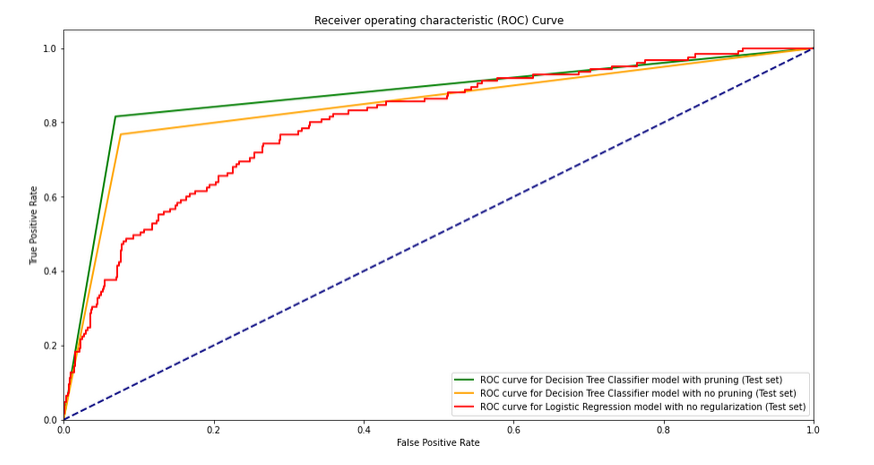 Receiver operating characteristic (ROC) Curve
1.0
0.8
0.6
0.4
0.2
0.0
True Positive Rate
ROC curve for Decision Tree Classifier model with pruning (Test set)
ROC curve for Decision Tree Classifier model with no pruning (Test set)
ROC curve for Logistic Regression model with no regularization (Test set)
0.0 0.2 0.4 0.6 0.8 1.0
False Positive Rate